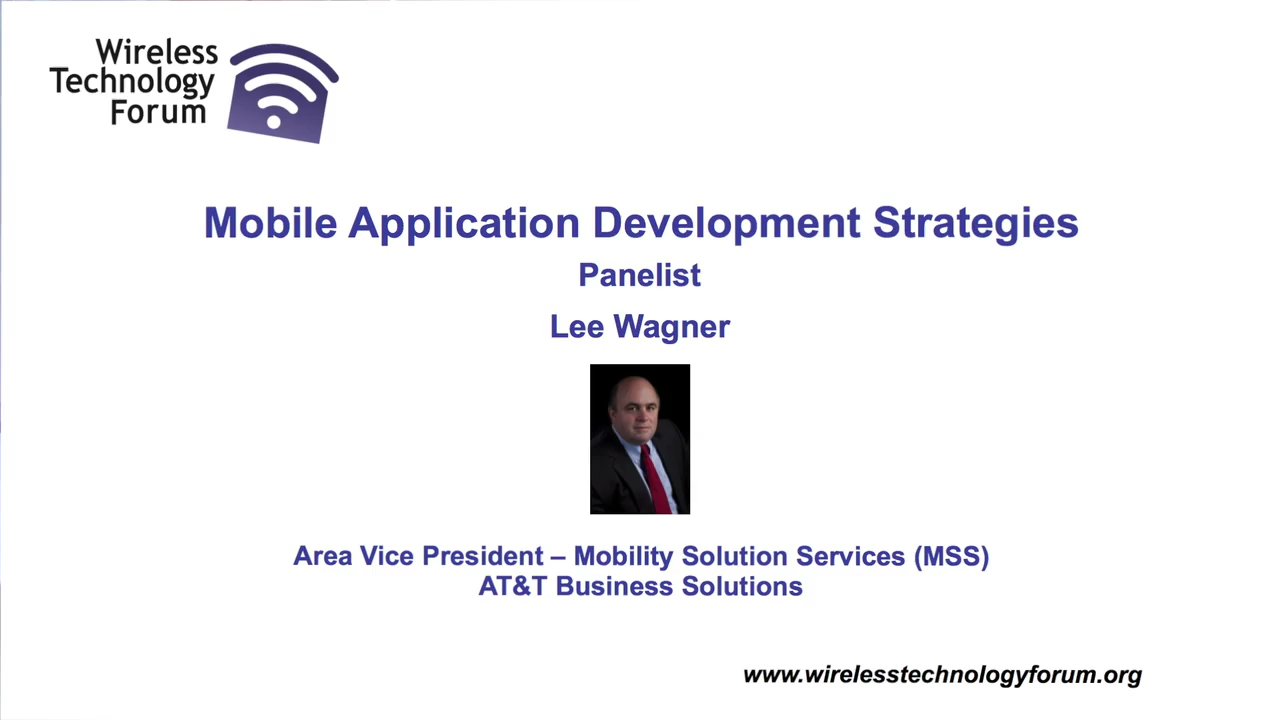 Wireless
Technology
Forum
Mobile Application Development Strategies
Panelist
Lee Wagner
Area Vice President – Mobility Solution Services (MSS)
AT&T Business Solutions
www.wirelesstechnologyforum.org